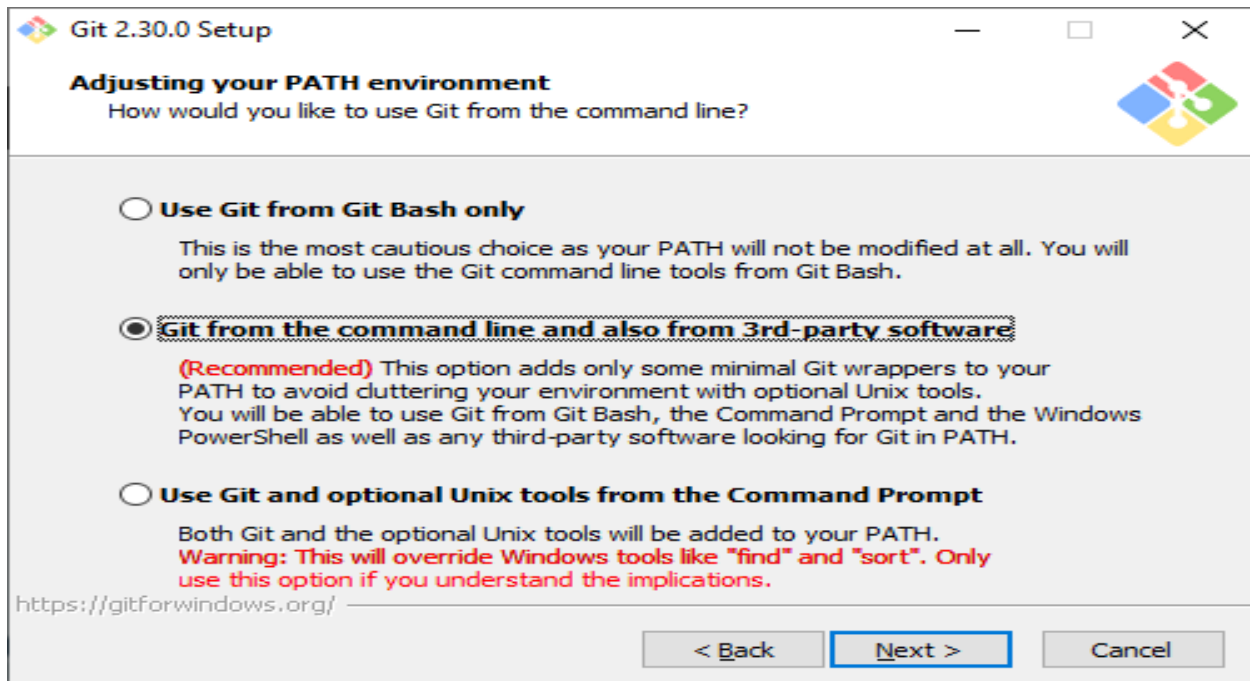 Git 2.30.0 Setup
Adjusting your PATH environment
How would you like to use Git from the command line?
Use Git from Git Bash only
This is the most cautious choice as your PATH will not be modified at all. You will
only be able to use the Git command line tools from Git Bash.
Git from the command line and also from 3rd-party software
(Recommended) This option adds only some minimal Git wrappers to your
PATH to avoid cluttering your environment with optional Unix tools.
You will be able to use Git from Git Bash, the Command Prompt and the Windows
PowerShell as well as any third-party software looking for Git in PATH.
Use Git and optional Unix tools from the Command Prompt
Both Git and the optional Unix tools will be added to your PATH.
Warning: This will override Windows tools like "find" and "sort". Only
use this option if you understand the implications.
https://gitforwindows.org/
< Back
Next >
Cancel